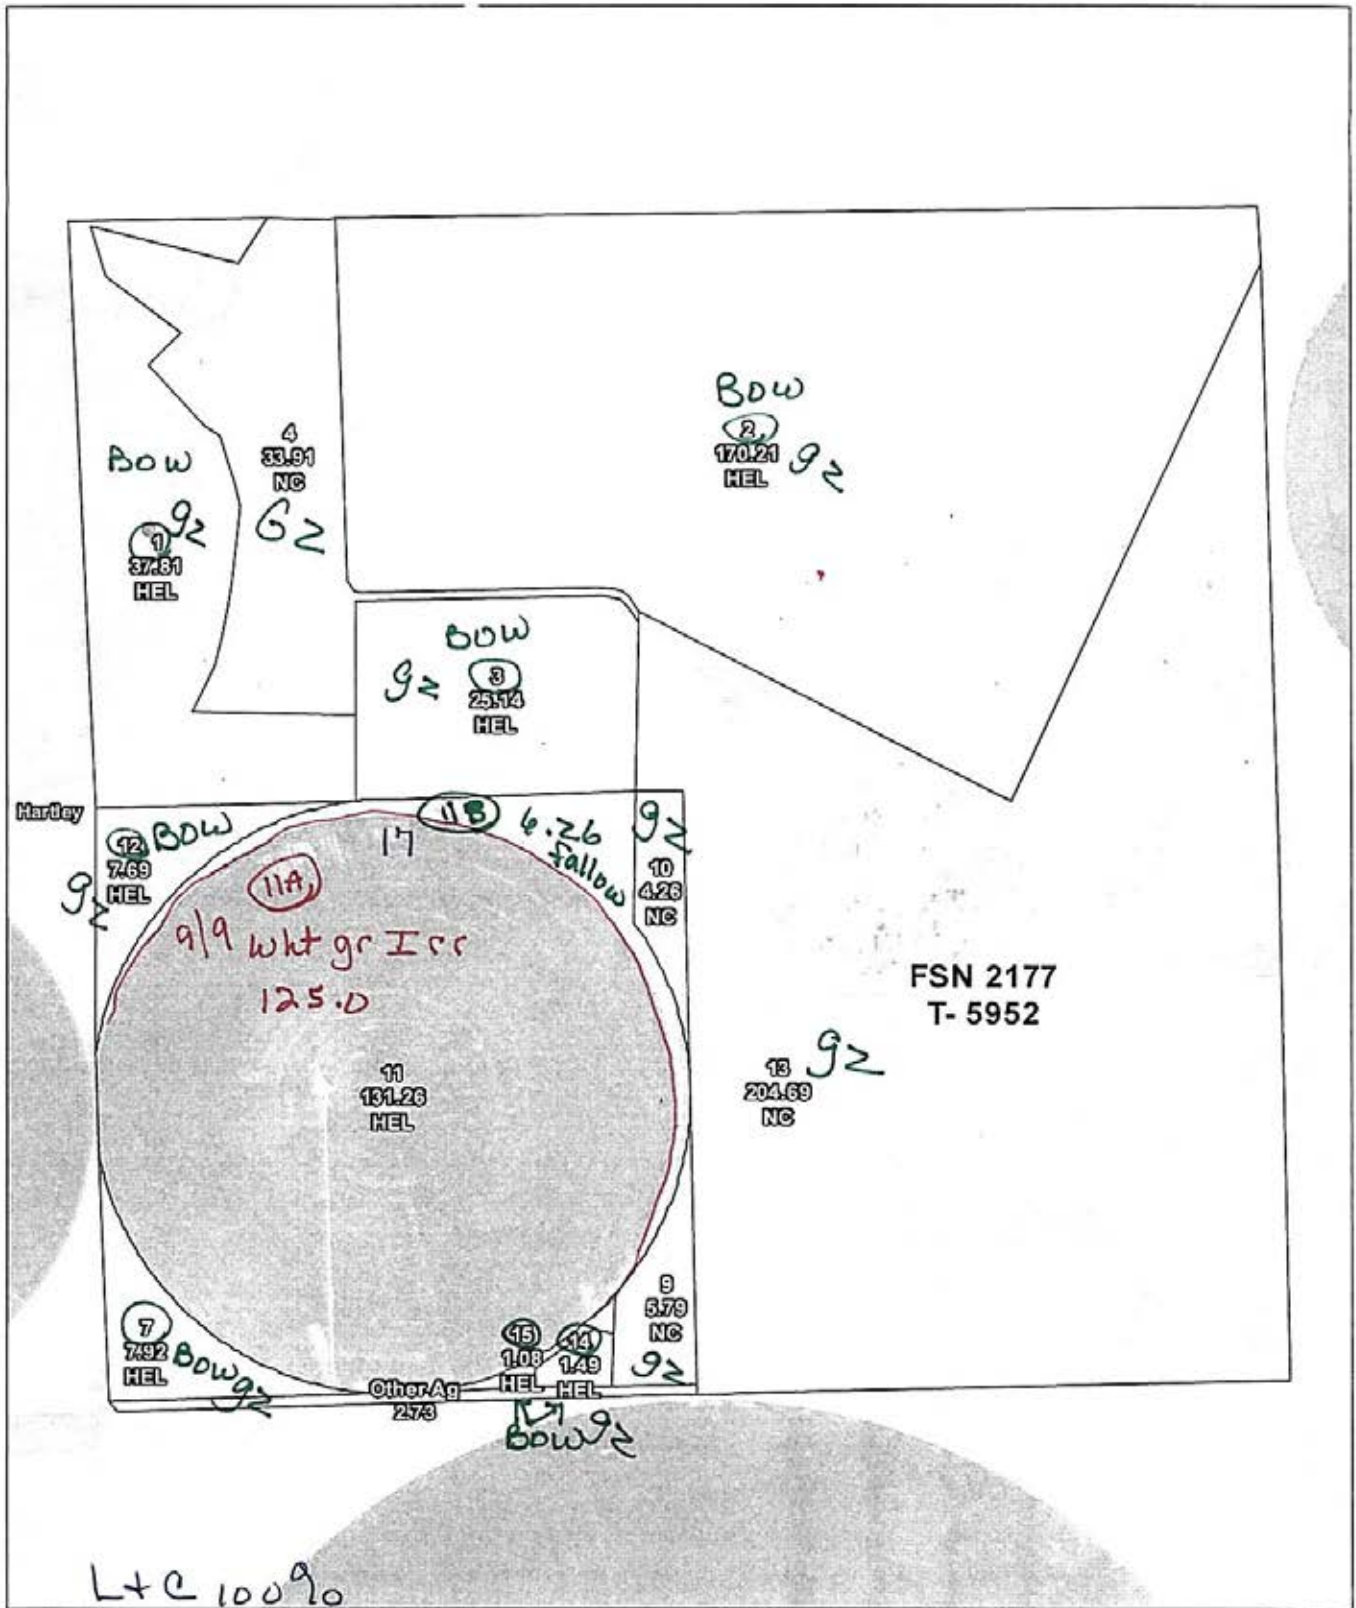 BOW
2
170.21
HEL
gz
4
33.91
NC
Gz
BOW
gz
1
37.81
HEL
BOW
gz
3
25.14
HEL
Hartley
12
BOW
7.69
HEL
gz
11B
6.26
fallow
17
gz
10
4.26
NC
11A
9/9 wht gr Irr
125.0
11
131.26
HEL
FSN 2177
T- 5952
13
gz
204.69
NC
9
5.79
NC
gz
7
7.92
HEL
BOW gz
15
1.08
HEL
14
1.49
HEL
Other Ag
2.73
BOW gz
L+C 100%